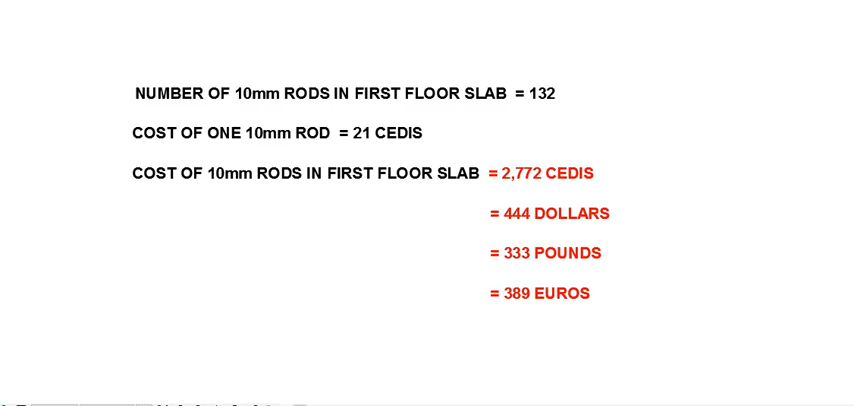 NUMBER OF 10mm RODS IN FIRST FLOOR SLAB = 132
COST OF ONE 10mm ROD = 21 CEDIS
COST OF 10mm RODS IN FIRST FLOOR SLAB = 2,772 CEDIS
= 444 DOLLARS
= 333 POUNDS
= 389 EUROS